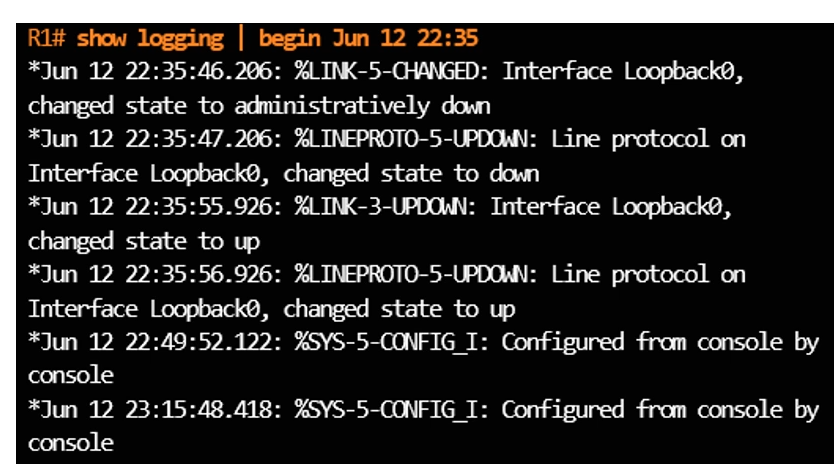 R1# show logging | begin Jun 12 22:35
*Jun 12 22:35:46.206: %LINK-5-CHANGED: Interface Loopback0,
changed state to administratively down
*Jun 12 22:35:47.206: %LINEPROTO-5-UPDOWN: Line protocol on
Interface Loopback0, changed state to down
*Jun 12 22:35:55.926: %LINK-3-UPDOWN: Interface Loopback0,
changed state to up
*Jun 12 22:35:56.926: %LINEPROTO-5-UPDOWN: Line protocol on
Interface Loopback0, changed state to up
*Jun 12 22:49:52.122: %SYS-5-CONFIG_I: Configured from console by
console
*Jun 12 23:15:48.418: %SYS-5-CONFIG_I: Configured from console by
console